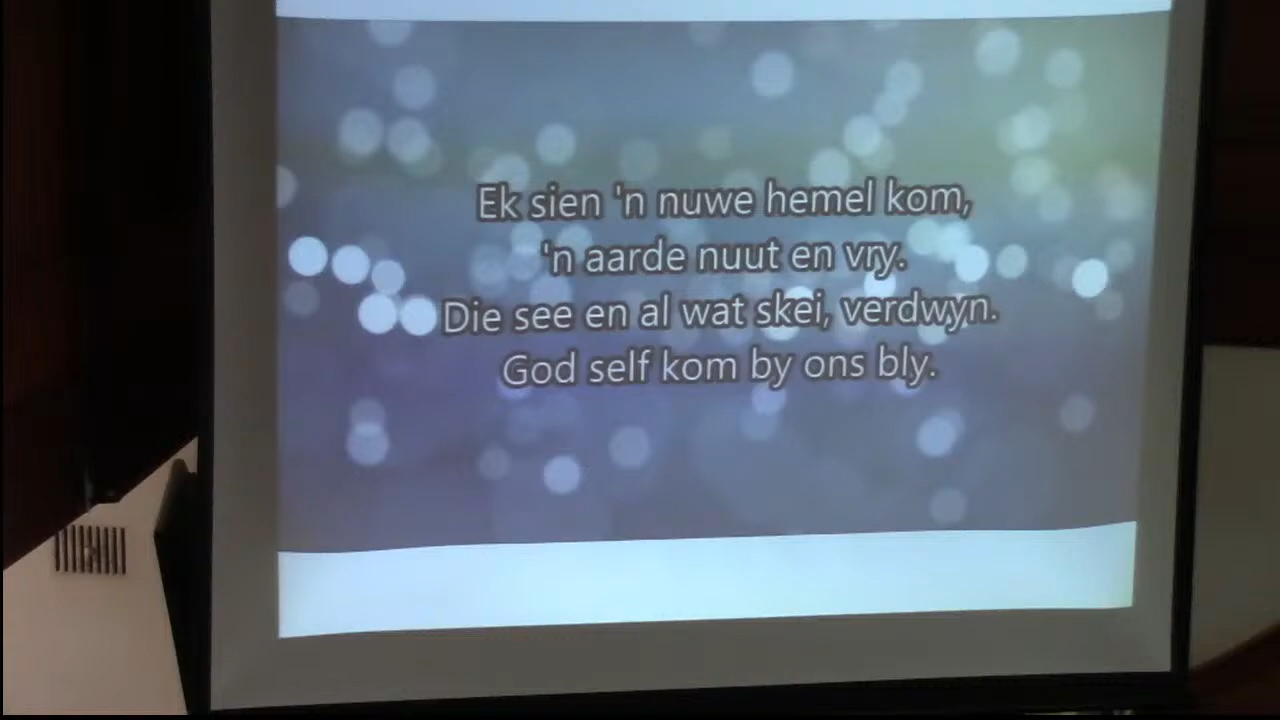 Ek sien 'n nuwe hemel kom,
'n aarde nuut en vry.
Die see en al wat skei, verdwyn.
God self kom by ons bly.